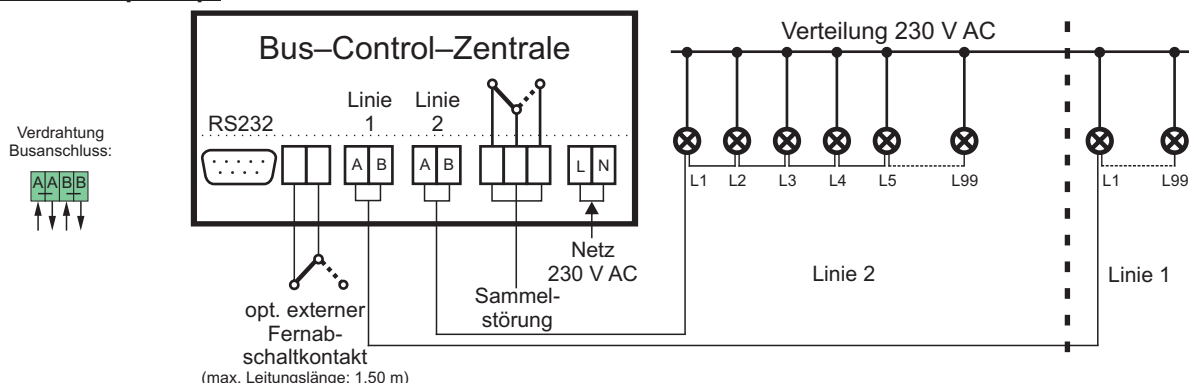 Verteilung 230 V AC
Bus–Control–Zentrale
Linie
1
Linie
2
RS232
Verdrahtung
Busanschluss:
A A B B
A B
A B
L N
L1 L2 L3 L4 L5 L99
L1 L99
Netz
230 V AC
Linie 2
Linie 1
Sammel-
störung
opt. externer
Fernab-
schaltkontakt
(max. Leitungslänge: 1,50 m)